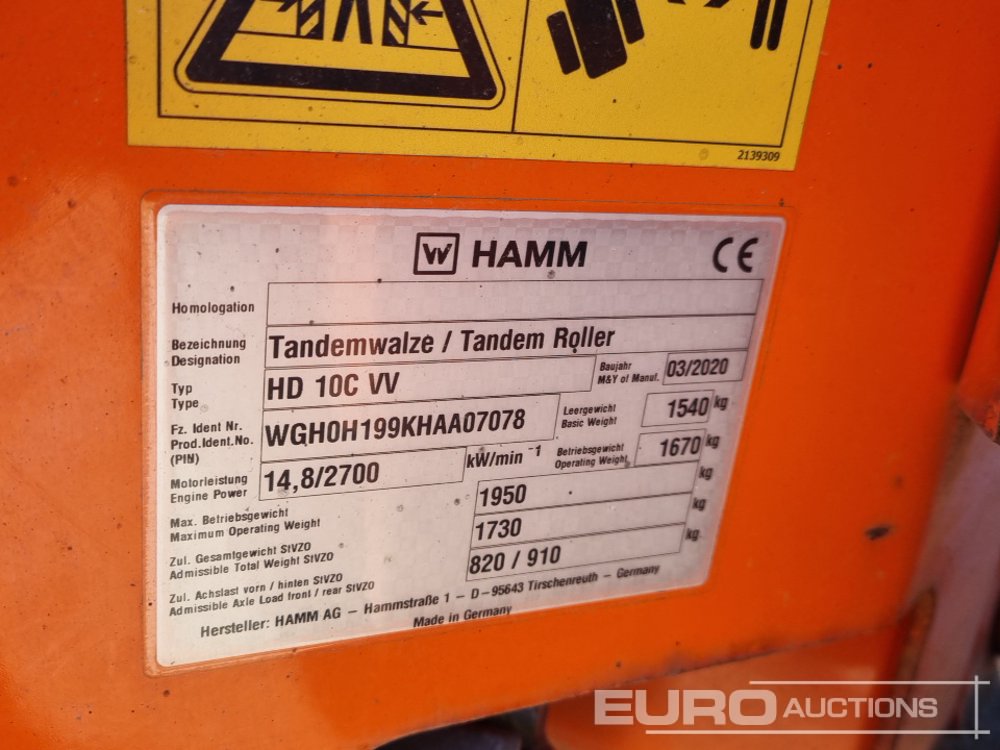 2139309
W HAMM CE
Homologation
Bezeichnung
Designation
Tandemwalze / Tandem Roller
Typ
Type
HD 10C VV
Baujahr
M&Y of Manuf.
03/2020
Fz. Ident Nr.
Prod.Ident.No.
(PIN)
WGH0H199KHAA07078
Leergewicht
Basic Weight
1540 kg
Motorleistung
Engine Power
14,8/2700 kW/min -1
Betriebsgewicht
Operating Weight
1670 kg
Max. Betriebsgewicht
Maximum Operating Weight
1950 kg
Zul. Gesamtgewicht StVZO
Admissible Total Weight StVZO
1730 kg
Zul. Achslast vorn / hinten StVZO
Admissible Axle Load front / rear StVZO
820 / 910 kg
Hersteller: HAMM AG – Hammstraße 1 – D-95643 Tirschenreuth – Germany
Made in Germany
EURO AUCTIONS